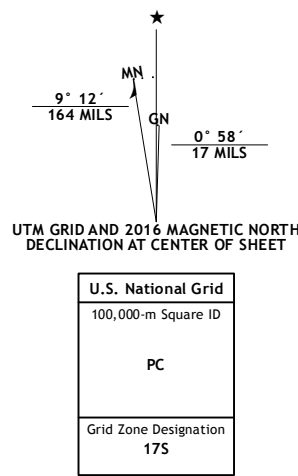 ★
MN
9° 12´
164 MILS
GN
0° 58´
17 MILS
UTM GRID AND 2016 MAGNETIC NORTH
DECLINATION AT CENTER OF SHEET
U.S. National Grid
100,000-m Square ID
PC
Grid Zone Designation
17S